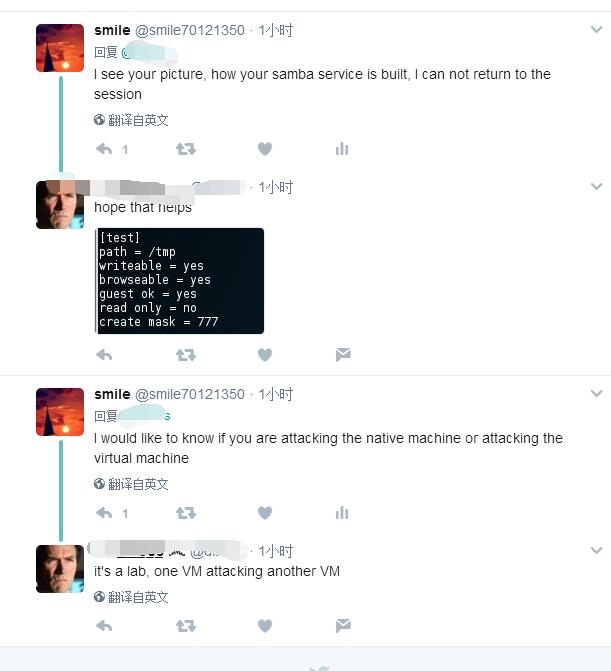 smile @smile70121350 · 1小时
回复 @
I see your picture, how your samba service is built, I can not return to the
session
翻译自英文
1
· 1小时
hope that helps
[test]
path = /tmp
writeable = yes
browseable = yes
guest ok = yes
read only = no
create mask = 777
smile @smile70121350 · 1小时
回复 s
I would like to know if you are attacking the native machine or attacking the
virtual machine
翻译自英文
1
· 1小时
it's a lab, one VM attacking another VM
翻译自英文